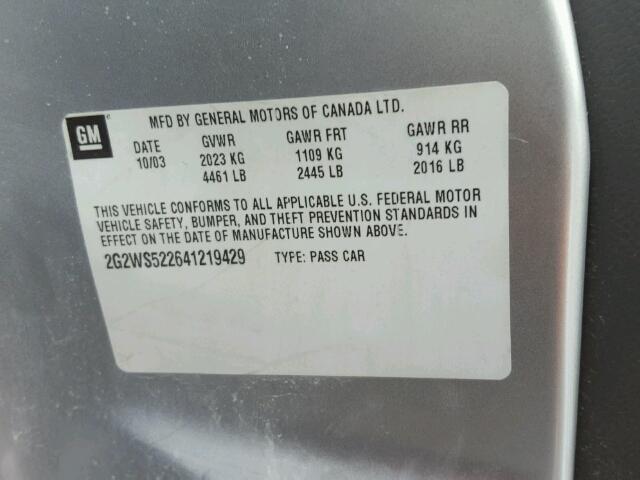 GM
MFD BY GENERAL MOTORS OF CANADA LTD.
DATE GVWR GAWR FRT GAWR RR
10/03 2023 KG 1109 KG 914 KG
4461 LB 2445 LB 2016 LB
THIS VEHICLE CONFORMS TO ALL APPLICABLE U.S. FEDERAL MOTOR
VEHICLE SAFETY, BUMPER, AND THEFT PREVENTION STANDARDS IN
EFFECT ON THE DATE OF MANUFACTURE SHOWN ABOVE.
2G2WS522641219429 TYPE: PASS CAR